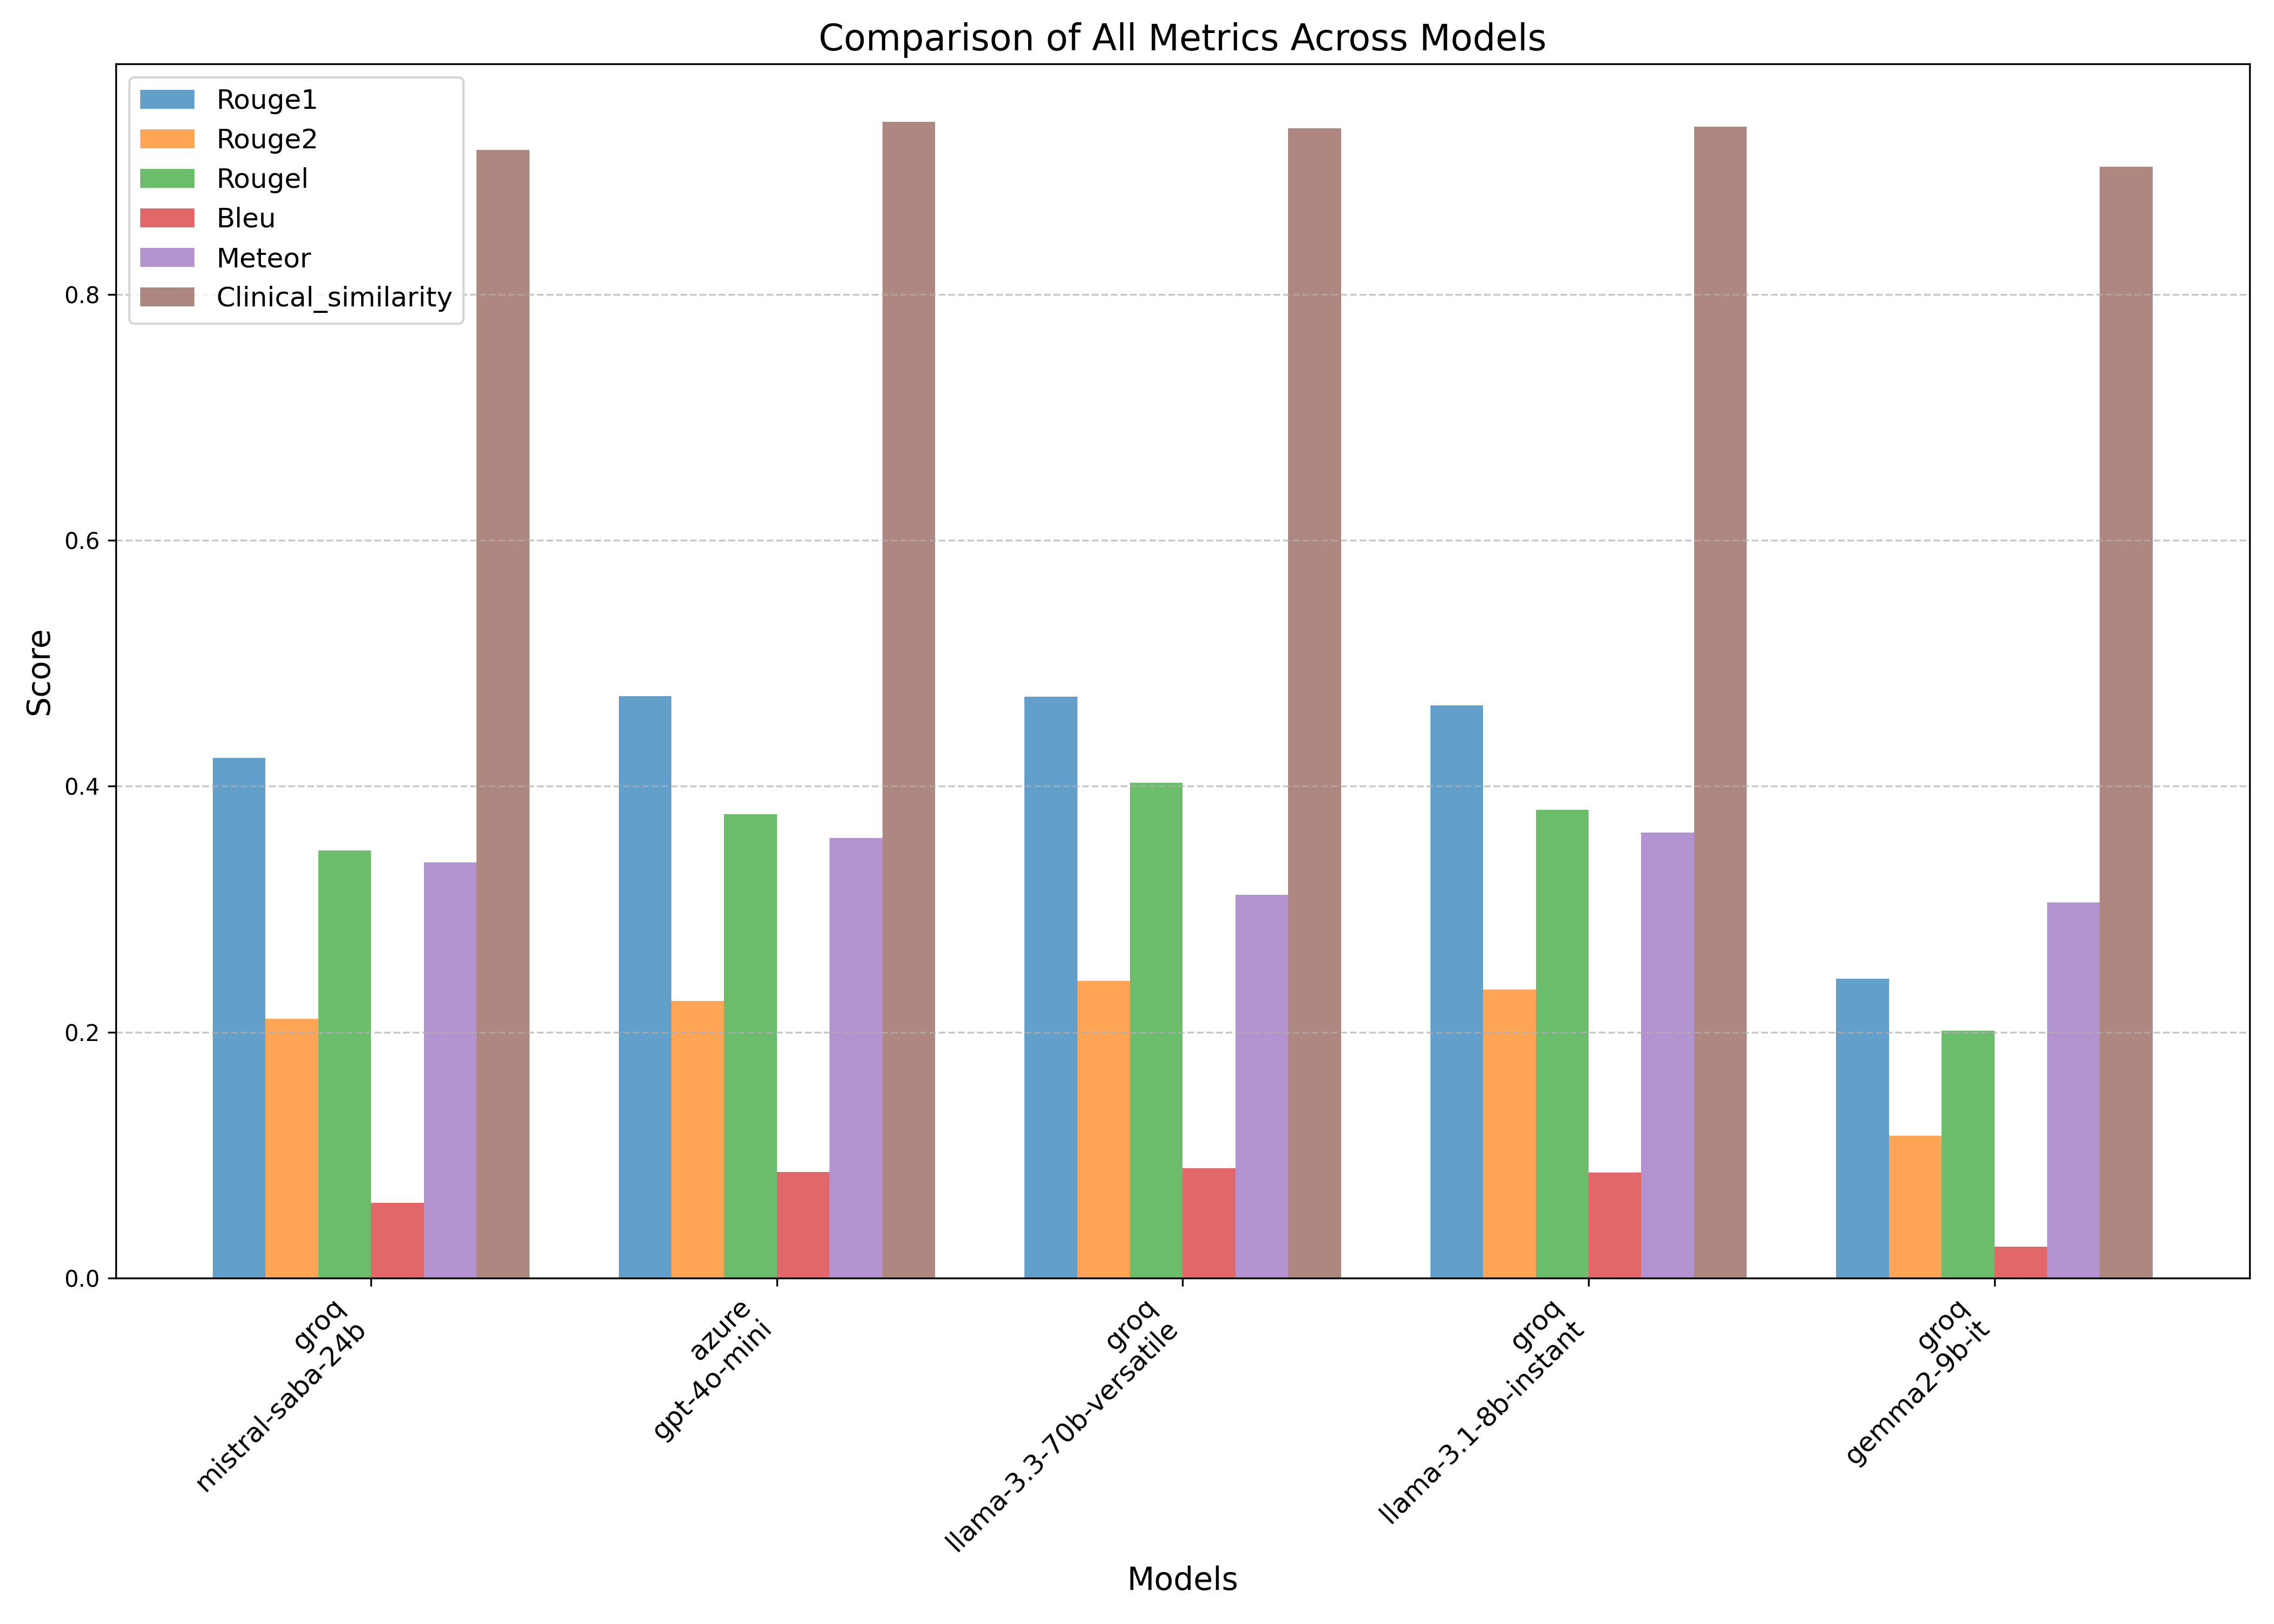 Comparison of All Metrics Across Models
Rouge1
Rouge2
Rougel
Bleu
Meteor
Clinical_similarity
Score
0.8
0.6
0.4
0.2
0.0
groq
mistral-saba-24b
azure
gpt-4o-mini
groq
llama-3.3-70b-versatile
groq
llama-3.1-8b-instant
groq
gemma2-9b-it
Models